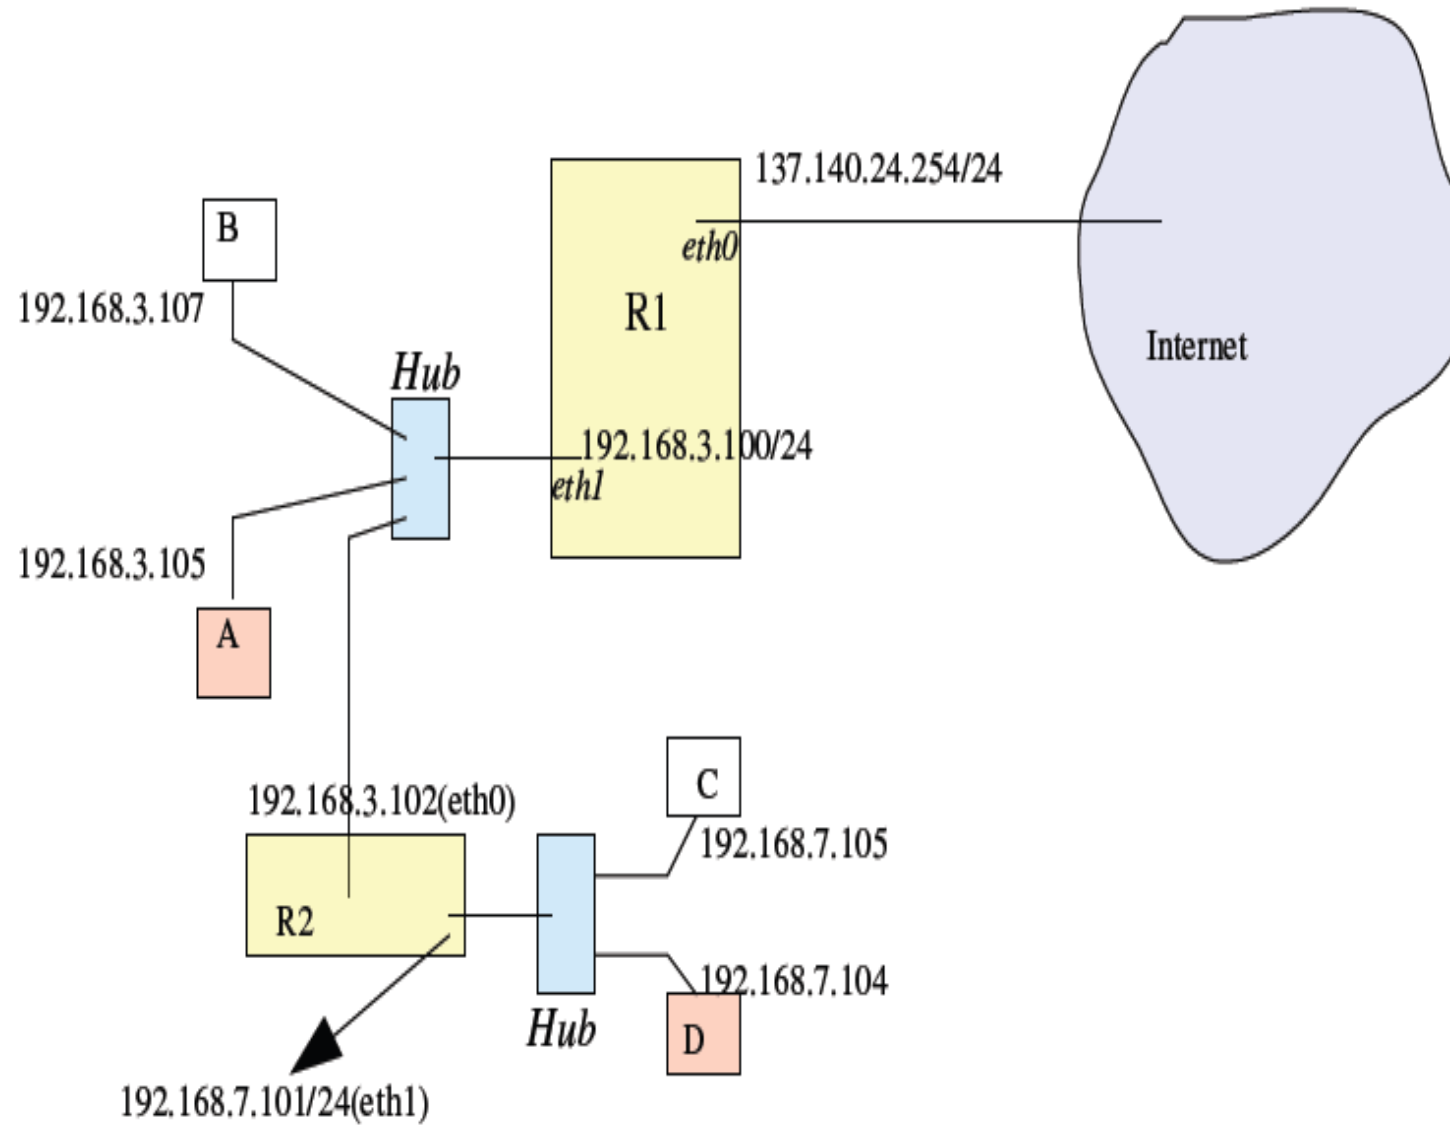 137.140.24.254/24
B
eth0
192.168.3.107
R1
Internet
Hub
192.168.3.100/24
eth1
192.168.3.105
A
192.168.3.102(eth0)
C
192.168.7.105
R2
192.168.7.104
Hub
D
192.168.7.101/24(eth1)